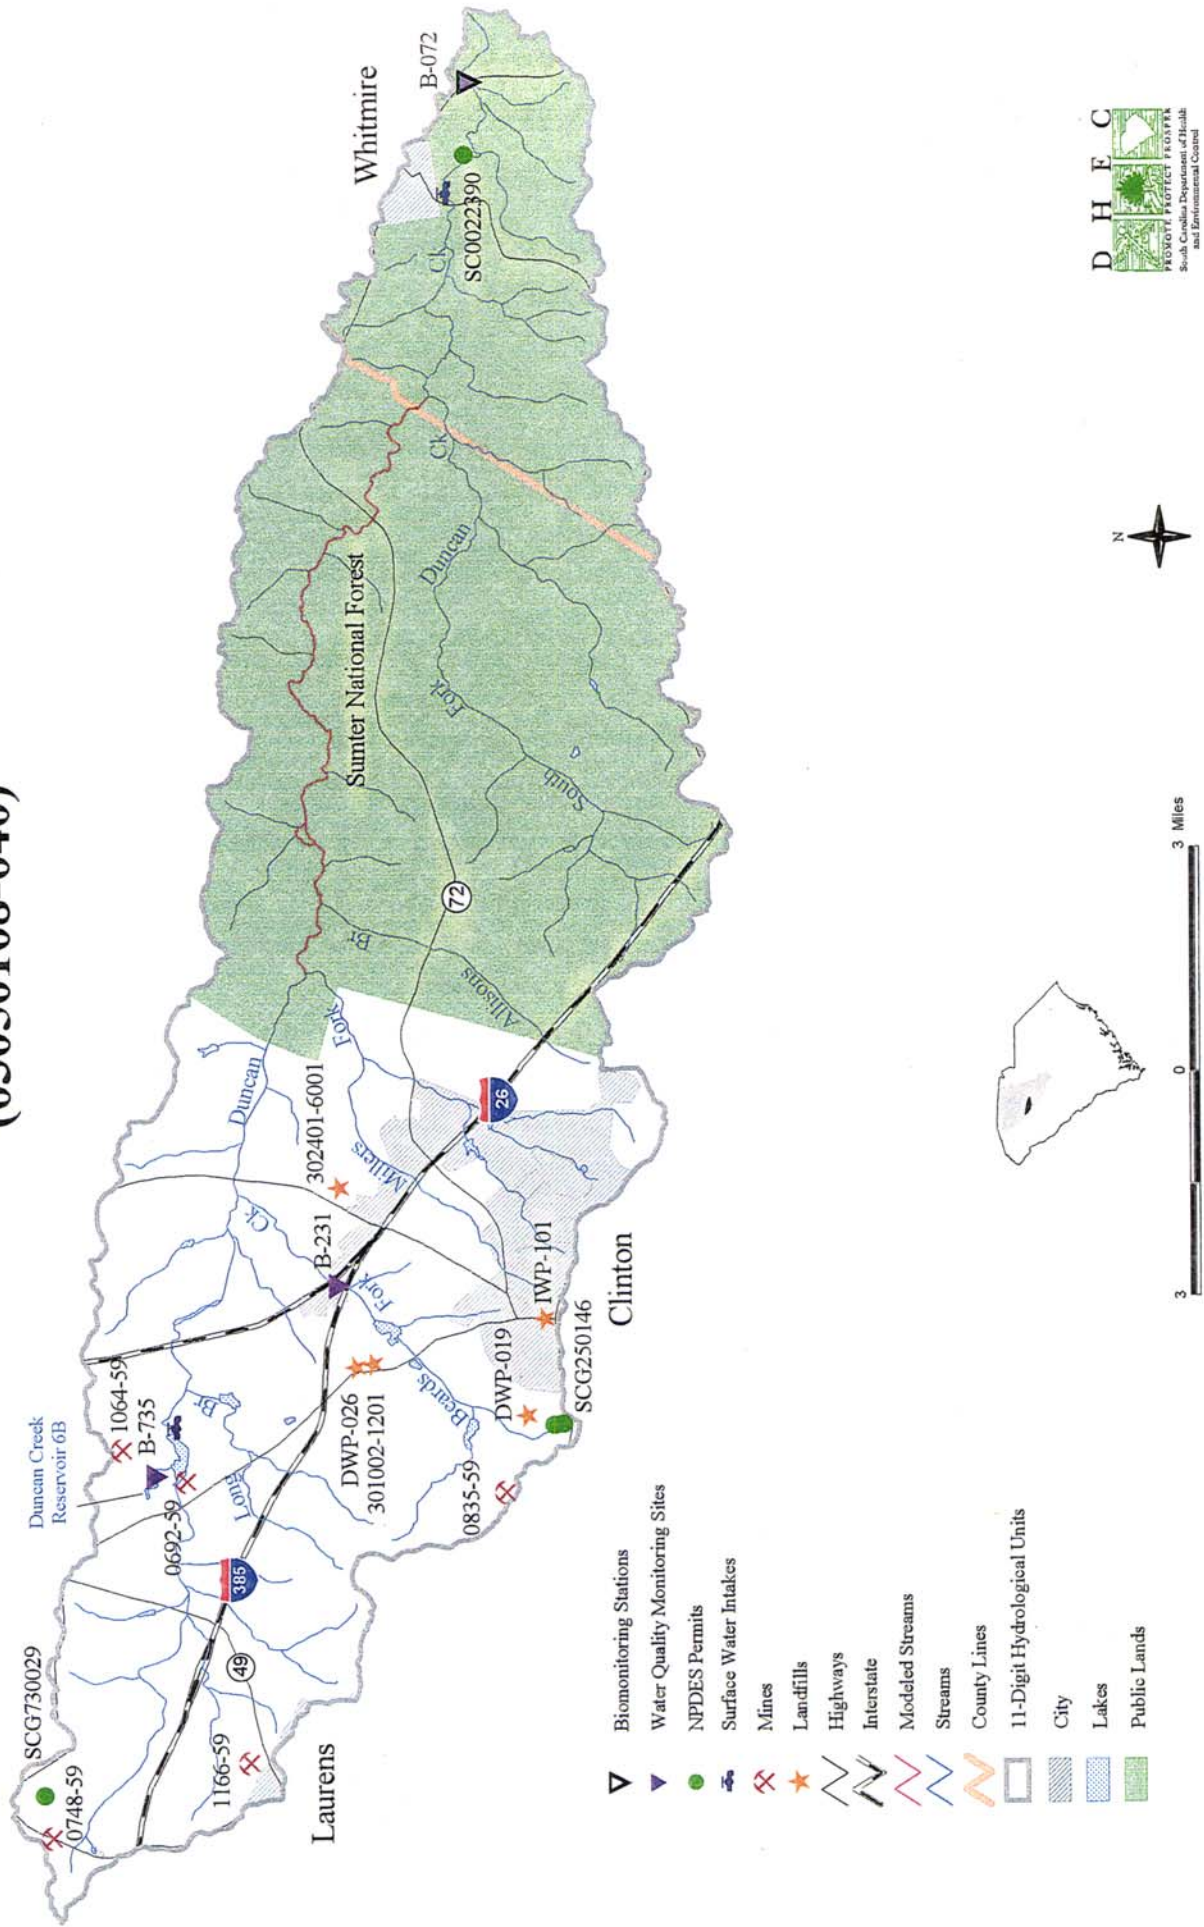 (03050108-040)
SCG730029
0748-59
1166-59
Laurens
49
385
Duncan Creek
Reservoir 6B
1064-59
B-735
0692-59
Long
Br
0835-59
DWP-026
301002-1201
DWP-019
SCG250146
Beards
Fork
Ck
B-231
IWP-101
Clinton
302401-6001
Millers
Fork
Duncan
26
Allisons
Br
72
Sumter National Forest
South
Fork
Duncan
Ck
Ck
Whitmire
SC0022390
B-072
Biomonitoring Stations
Water Quality Monitoring Sites
NPDES Permits
Surface Water Intakes
Mines
Landfills
Highways
Interstate
Modeled Streams
Streams
County Lines
11-Digit Hydrological Units
City
Lakes
Public Lands
3 0 3 Miles
N
D H E C
PROMOTE PROTECT PROSPER
South Carolina Department of Health
and Environmental Control